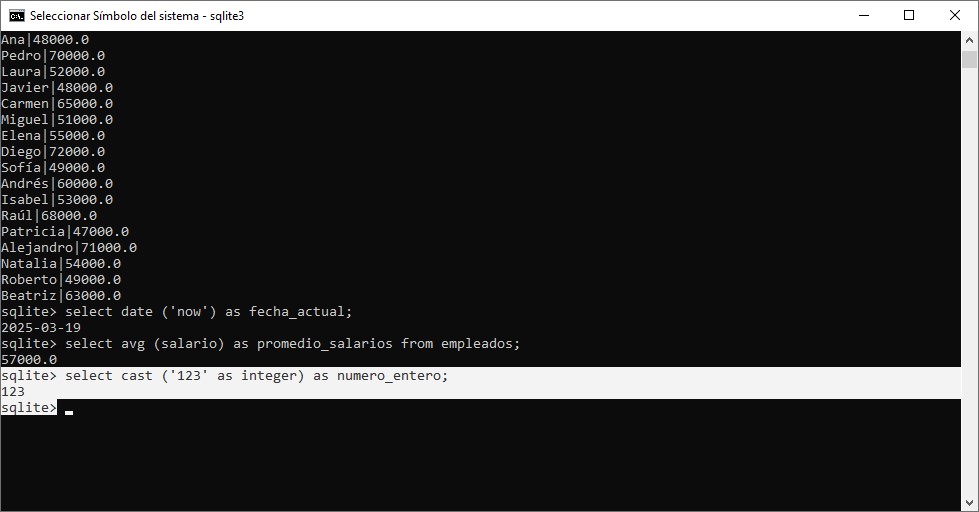 Seleccionar Símbolo del sistema - sqlite3
Ana|48000.0
Pedro|70000.0
Laura|52000.0
Javier|48000.0
Carmen|65000.0
Miguel|51000.0
Elena|55000.0
Diego|72000.0
Sofía|49000.0
Andrés|60000.0
Isabel|53000.0
Raúl|68000.0
Patricia|47000.0
Alejandro|71000.0
Natalia|54000.0
Roberto|49000.0
Beatriz|63000.0
sqlite> select date ('now') as fecha_actual;
2025-03-19
sqlite> select avg (salario) as promedio_salarios from empleados;
57000.0
sqlite> select cast ('123' as integer) as numero_entero;
123
sqlite>